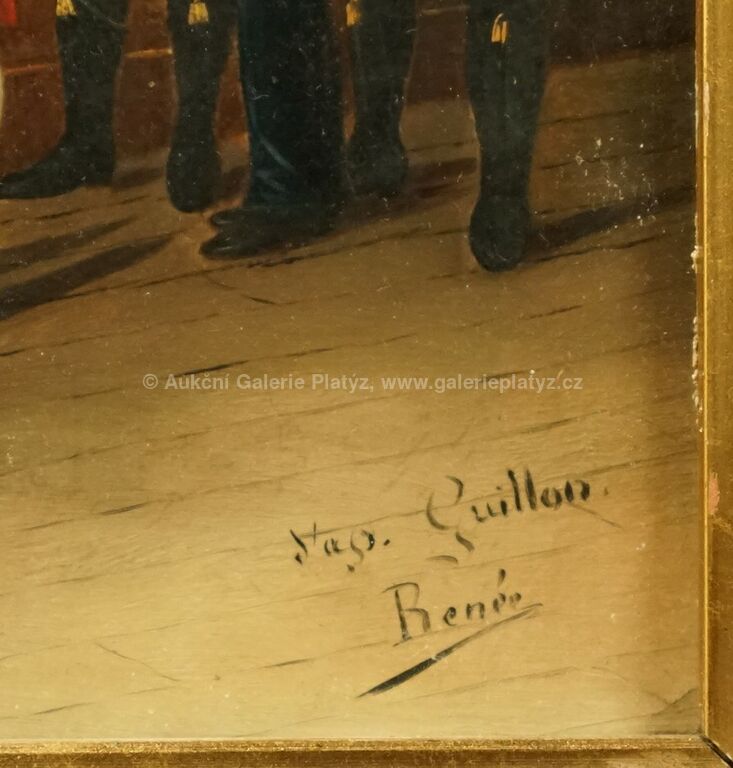 © Aukční Galerie Platýz, www.galerieplatyz.cz
Guillon.
Renée